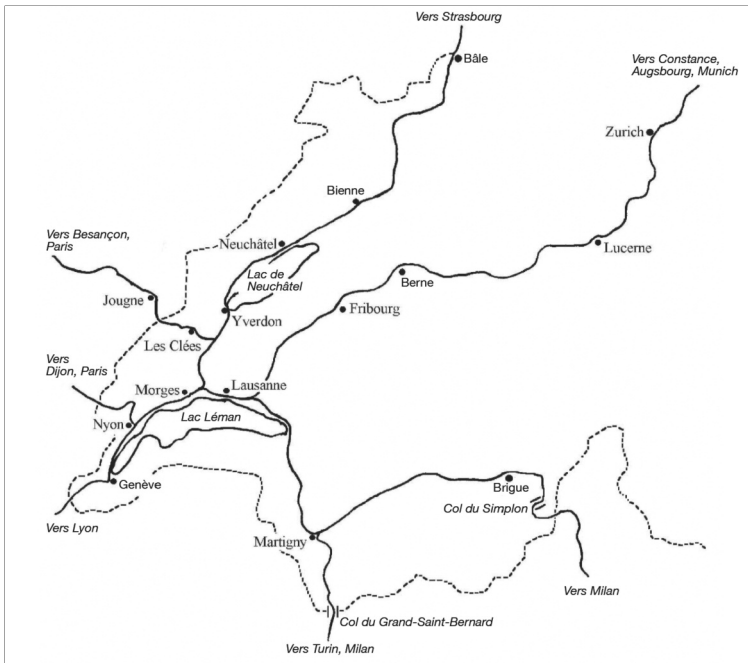 Vers Strasbourg
Bâle
Vers Constance,
Augsbourg, Munich
Zurich
Bienne
Vers Besançon,
Paris
Neuchâtel
Lucerne
Lac de
Neuchâtel
Berne
Jougne
Yverdon
Fribourg
Les Clées
Vers
Dijon, Paris
Morges
Lausanne
Lac Léman
Nyon
Genève
Brigue
Col du Simplon
Vers Lyon
Martigny
Vers Milan
Col du Grand-Saint-Bernard
Vers Turin, Milan